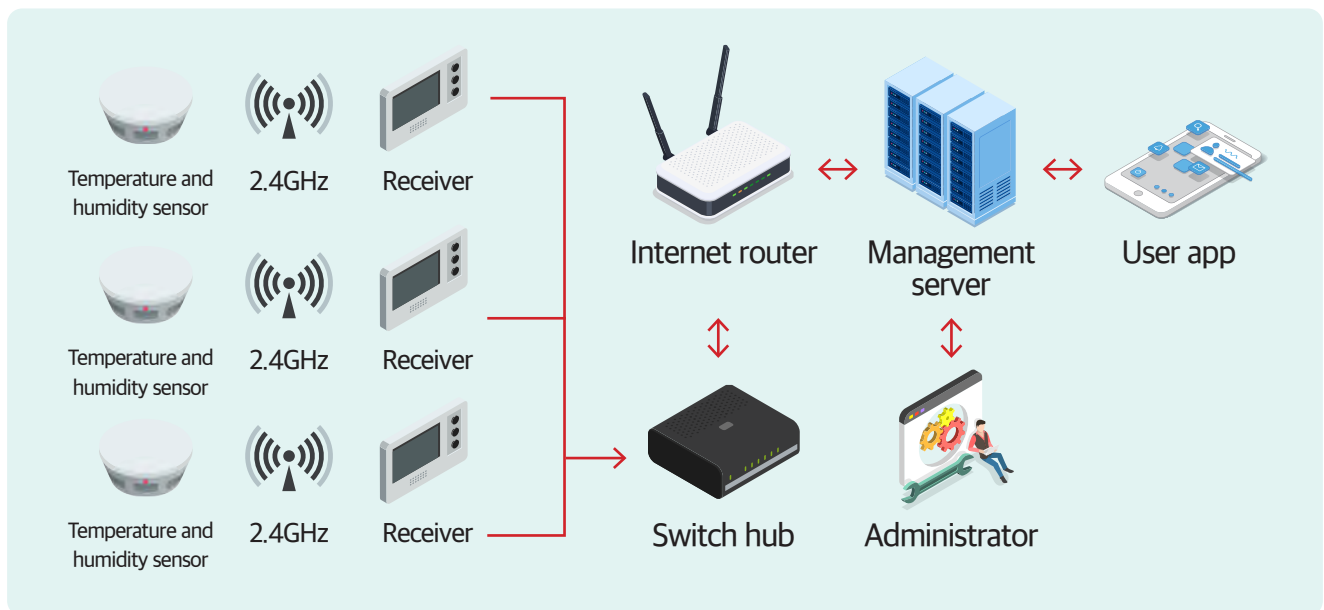 Temperature and
humidity sensor
2.4GHz
Receiver
Temperature and
humidity sensor
2.4GHz
Receiver
Temperature and
humidity sensor
2.4GHz
Receiver
Internet router
Management
server
User app
Switch hub
Administrator